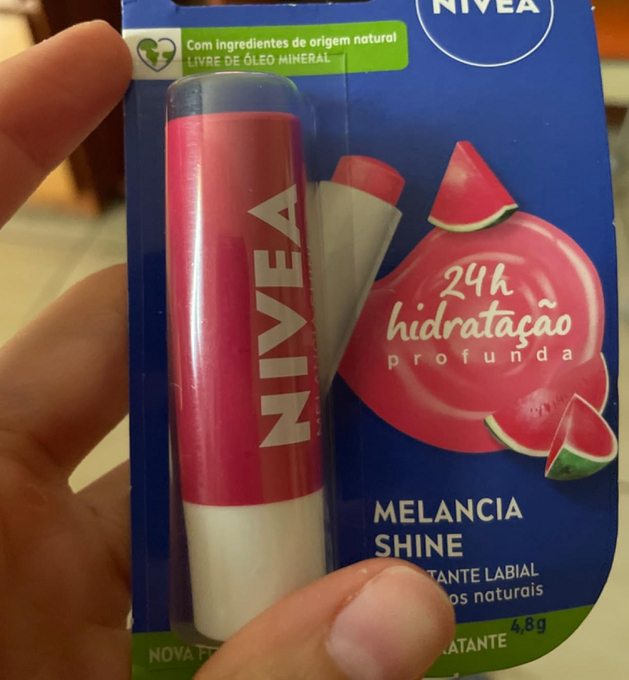 NIVEA
Com ingredientes de origem natural
LIVRE DE ÓLEO MINERAL
NIVEA
24h
hidratação
profunda
MELANCIA
SHINE
TANTE LABIAL
os naturais
4,8g
NOVA
RATANTE